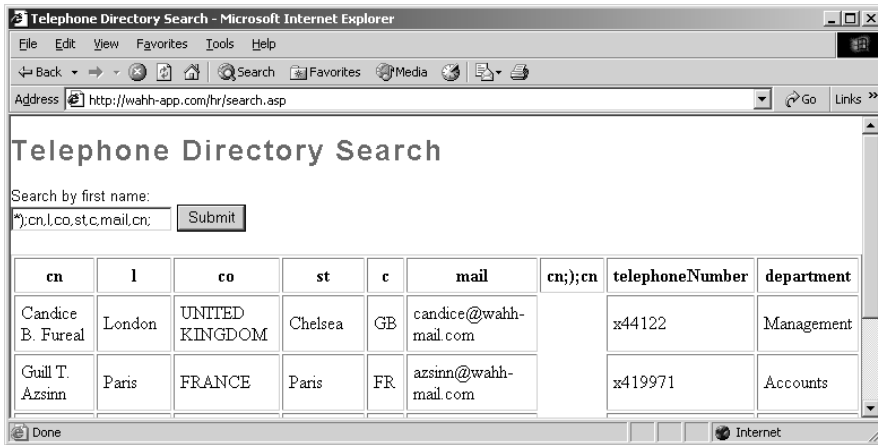 Telephone Directory Search - Microsoft Internet Explorer
File Edit View Favorites Tools Help
Back Search Favorites Media
Address http://wahh-app.com/hr/search.asp Go Links »
Telephone Directory Search
Search by first name:
*);cn,l,co,st,c,mail,cn; Submit
cn l co st c mail cn;);cn telephoneNumber department
Candice B. Fureal London UNITED KINGDOM Chelsea GB candice@wahh-mail.com x44122 Management
Guill T. Azsinn Paris FRANCE Paris FR azsinn@wahh-mail.com x419971 Accounts
Done Internet